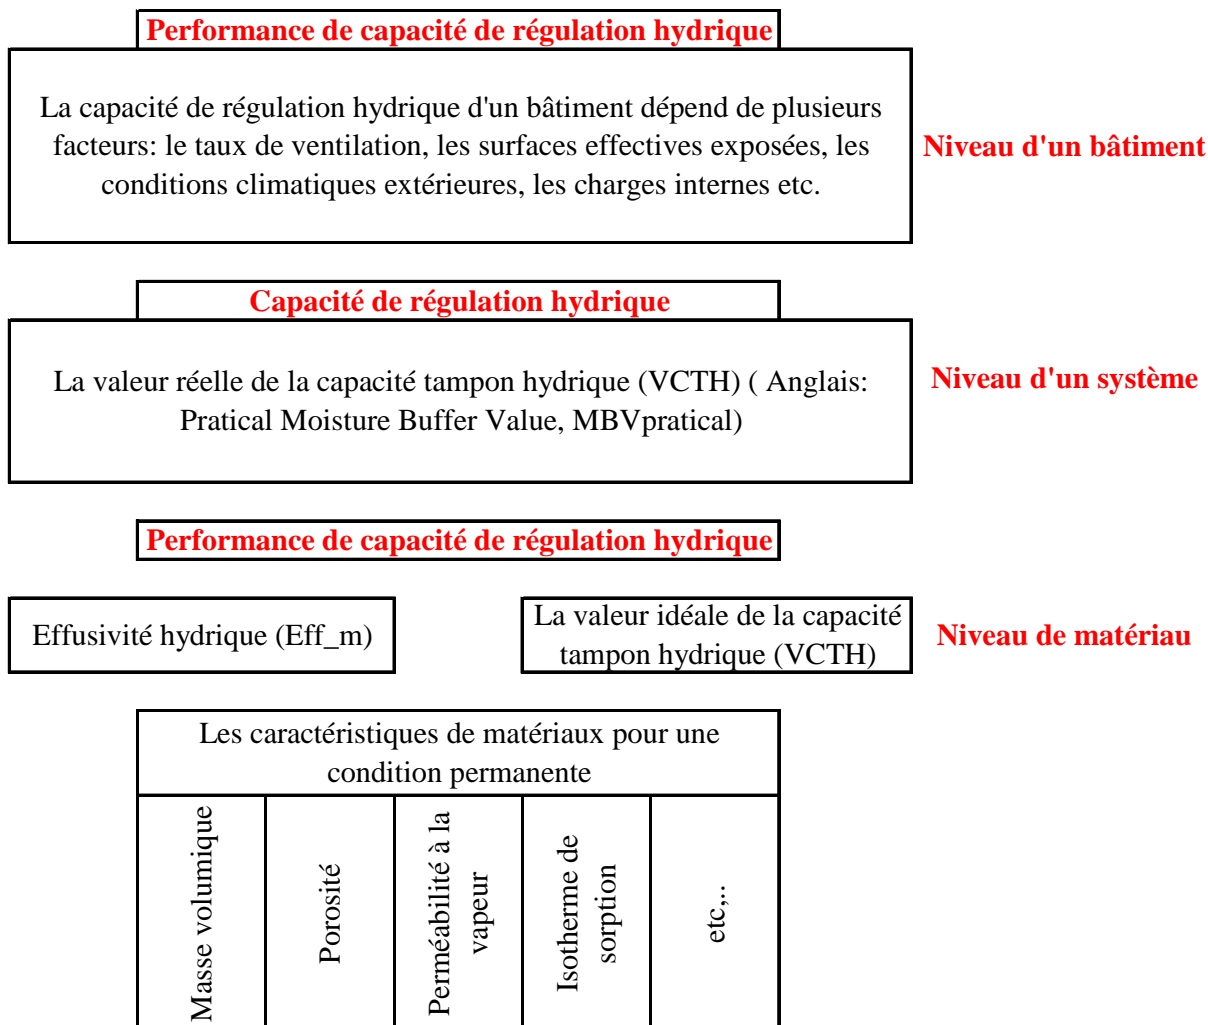 Performance de capacité de régulation hydrique
La capacité de régulation hydrique d'un bâtiment dépend de plusieurs
facteurs: le taux de ventilation, les surfaces effectives exposées, les
conditions climatiques extérieures, les charges internes etc.
Niveau d'un bâtiment
Capacité de régulation hydrique
La valeur réelle de la capacité tampon hydrique (VCTH) ( Anglais:
Pratical Moisture Buffer Value, MBVpratical)
Niveau d'un système
Performance de capacité de régulation hydrique
Effusivité hydrique (Eff_m)
La valeur idéale de la capacité
tampon hydrique (VCTH)
Niveau de matériau
Les caractéristiques de matériaux pour une
condition permanente
Masse volumique
Porosité
Perméabilité à la
vapeur
Isotherme de
sorption
etc,..